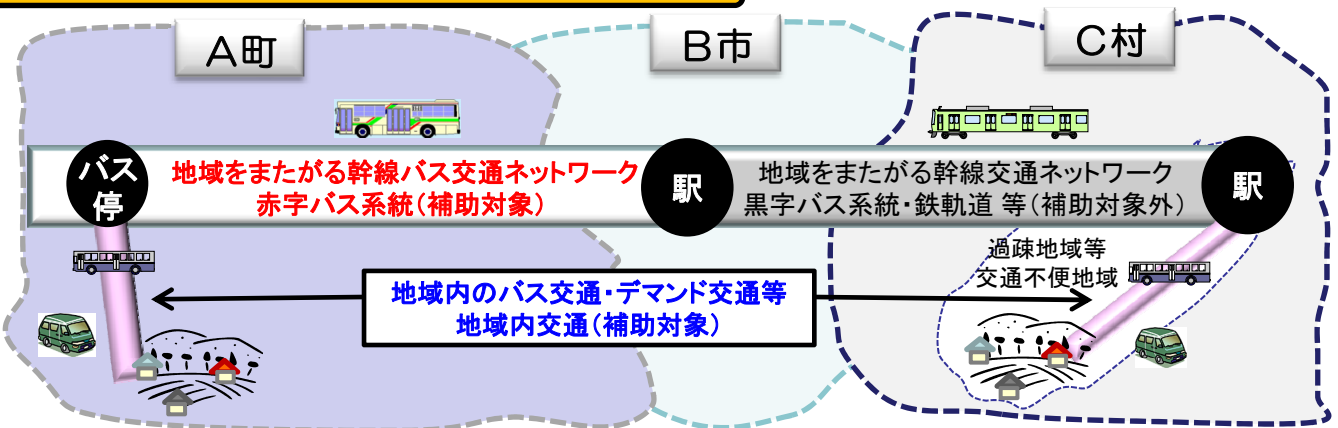 A町
B市
C村
バス
停
地域をまたがる幹線バス交通ネットワーク
赤字バス系統(補助対象)
駅
地域をまたがる幹線交通ネットワーク
黒字バス系統・鉄軌道 等(補助対象外)
駅
過疎地域等
交通不便地域
地域内のバス交通・デマンド交通等
地域内交通(補助対象)